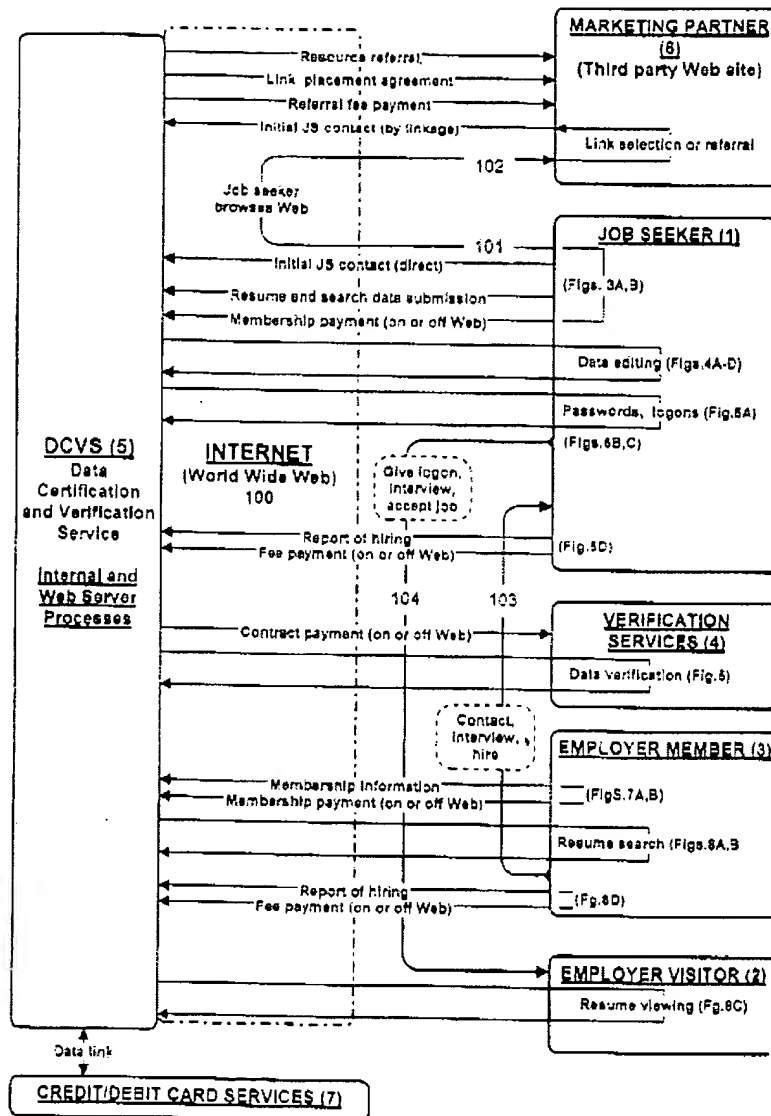 MARKETING PARTNER
(6)
(Third party Web site)
Resource referral
Link placement agreement
Referral fee payment
Initial JS contact (by linkage)
Link selection or referral
102
Job seeker
browses Web
101
JOB SEEKER (1)
Initial JS contact (direct)
(Figs. 3A,B)
Resume and search data submission
Membership payment (on or off Web)
Data editing (Figs.4A-D)
Passwords, logons (Fig.6A)
(Figs.6B,C)
DCVS (5)
Data
Certification
and Verification
Service
Internal and
Web Server
Processes
INTERNET
(World Wide Web)
100
Give logon,
interview,
accept job
Report of hiring
Fee payment (on or off Web)
(Fig.6D)
104
103
VERIFICATION
SERVICES (4)
Contract payment (on or off Web)
Data verification (Fig.5)
Contact,
interview,
hire
EMPLOYER MEMBER (3)
Membership information
Membership payment (on or off Web)
(FigS.7A,B)
Resume search (Figs.8A,B
Report of hiring
Fee payment (on or off Web)
(Fg.8D)
EMPLOYER VISITOR (2)
Resume viewing (Fg.8C)
Data link
CREDIT/DEBIT CARD SERVICES (7)